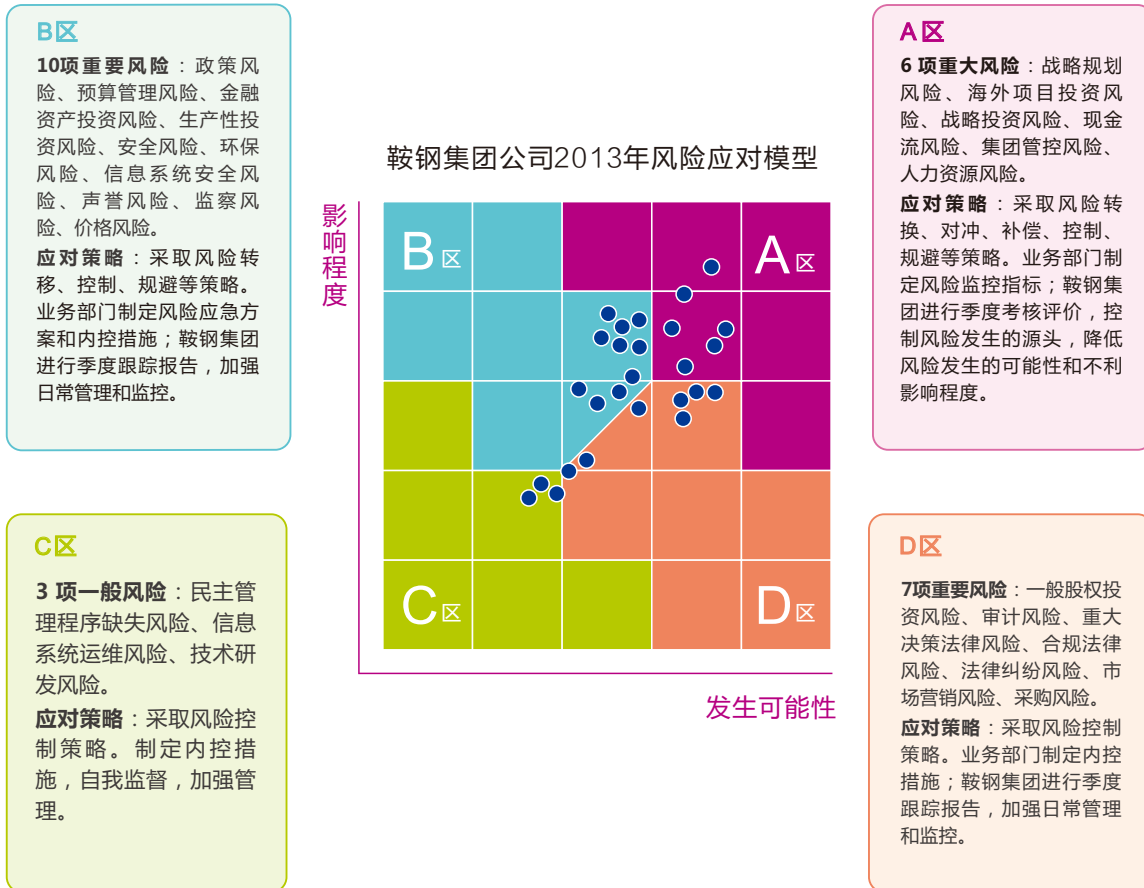 B区
10项重要风险：政策风
险、预算管理风险、金融
资产投资风险、生产性投
资风险、安全风险、环保
风险、信息系统安全风
险、声誉风险、监察风
险、价格风险。
应对策略：采取风险转
移、控制、规避等策略。
业务部门制定风险应急方
案和内控措施；鞍钢集团
进行季度跟踪报告，加强
日常管理和监控。
A区
6 项重大风险：战略规划
风险、海外项目投资风
险、战略投资风险、现金
流风险、集团管控风险、
人力资源风险。
应对策略：采取风险转
换、对冲、补偿、控制、
规避等策略。业务部门制
定风险监控指标；鞍钢集
团进行季度考核评价，控
制风险发生的源头，降低
风险发生的可能性和不利
影响程度。
鞍钢集团公司2013年风险应对模型
影响程度
B区
A区
C区
D区
发生可能性
C区
3 项一般风险：民主管
理程序缺失风险、信息
系统运维风险、技术研
发风险。
应对策略：采取风险控
制策略。制定内控措
施，自我监督，加强管
理。
D区
7项重要风险：一般股权投
资风险、审计风险、重大
决策法律风险、合规法律
风险、法律纠纷风险、市
场营销风险、采购风险。
应对策略：采取风险控制
策略。业务部门制定内控
措施；鞍钢集团进行季度
跟踪报告，加强日常管理
和监控。